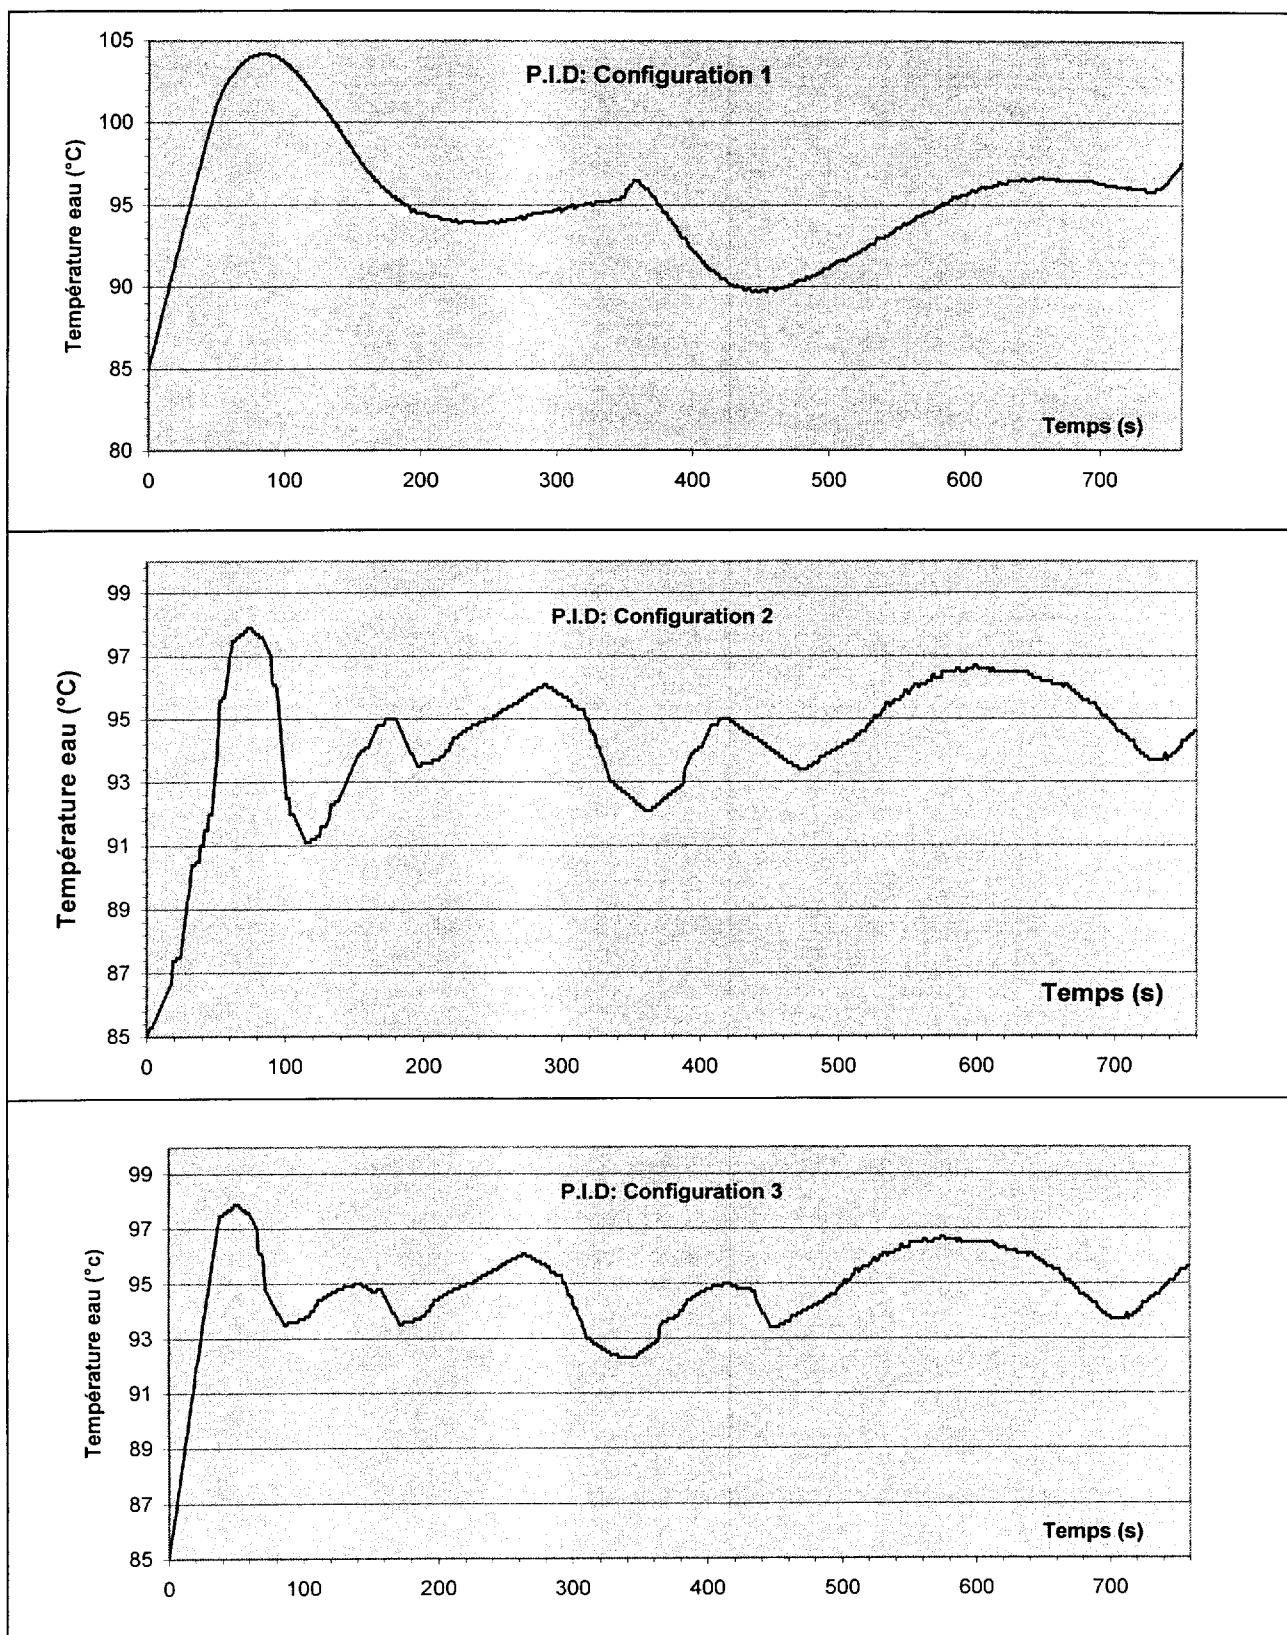 P.I.D: Configuration 1
Température eau (°C)
105
100
95
90
85
80
Temps (s)
0 100 200 300 400 500 600 700
P.I.D: Configuration 2
Température eau (°C)
99
97
95
93
91
89
87
85
Temps (s)
0 100 200 300 400 500 600 700
P.I.D: Configuration 3
Température eau (°c)
99
97
95
93
91
89
87
85
Temps (s)
0 100 200 300 400 500 600 700